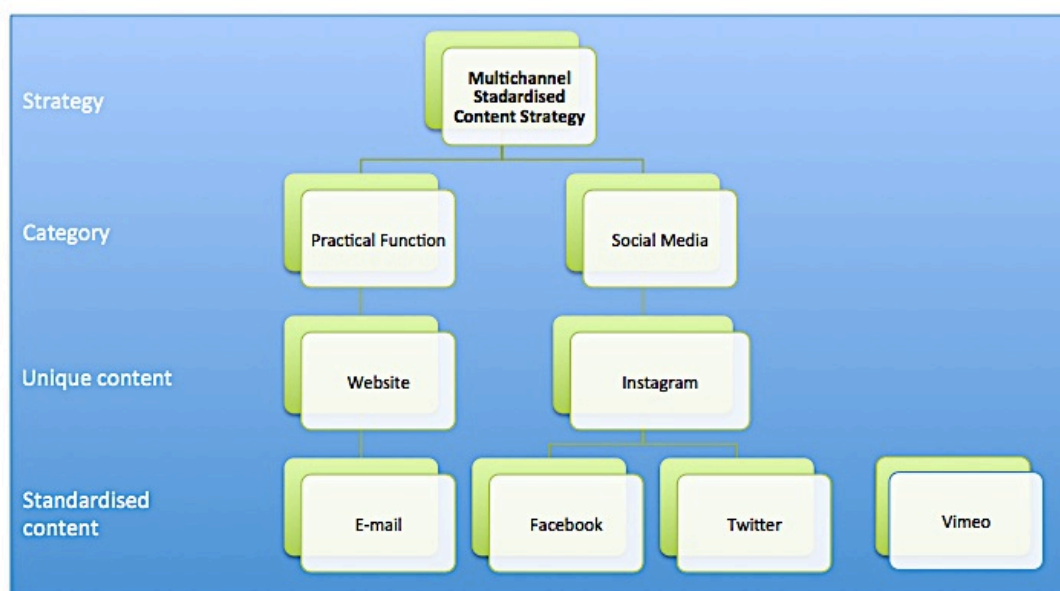 Strategy
Multichannel
Stadardised
Content Strategy
Category
Practical Function
Social Media
Unique content
Website
Instagram
Standardised
content
E-mail
Facebook
Twitter
Vimeo